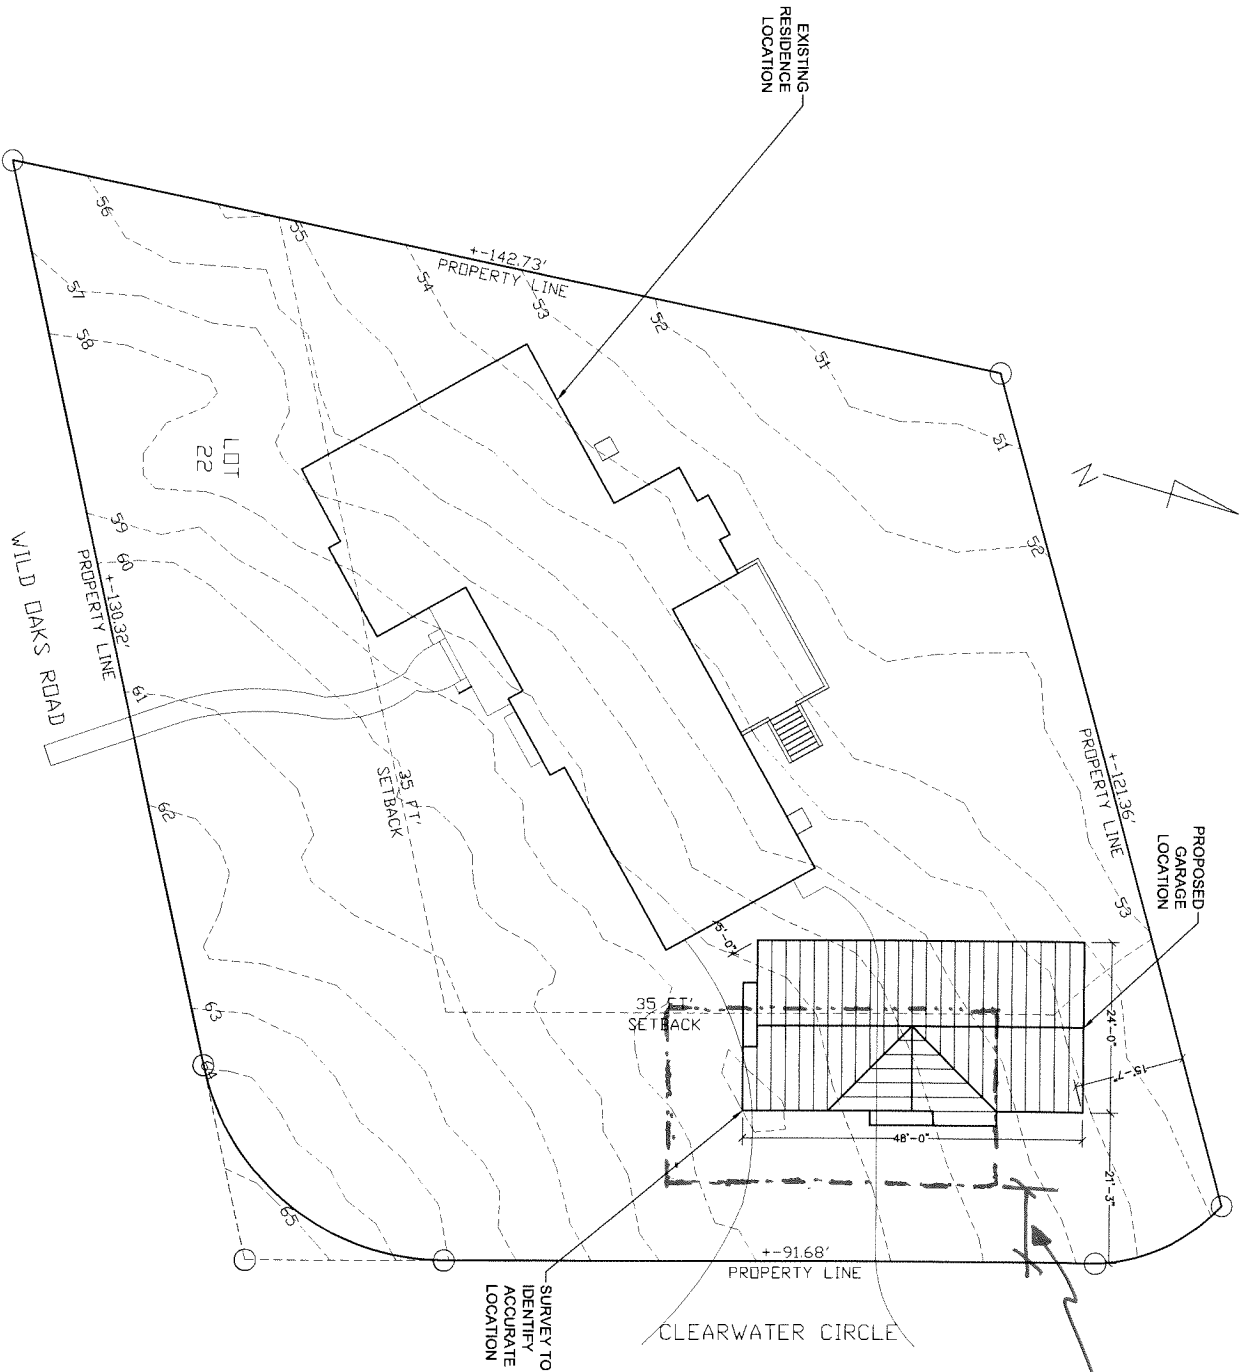 EXISTING
RESIDENCE
LOCATION
+-142.73'
PROPERTY LINE
56
55
54
53
52
51
51
52
57
58
N
LOT
22
59
60
+-130.32'
PROPERTY LINE
WILD OAKS ROAD
61
62
35 FT'
SETBACK
+-121.36'
PROPERTY LINE
53
PROPOSED
GARAGE
LOCATION
5'-0"
24'-0"
15'-7"
35 FT'
SETBACK
48'-0"
21'-3"
63
64
65
+-91.68'
PROPERTY LINE
SURVEY TO
IDENTIFY
ACCURATE
LOCATION
CLEARWATER CIRCLE